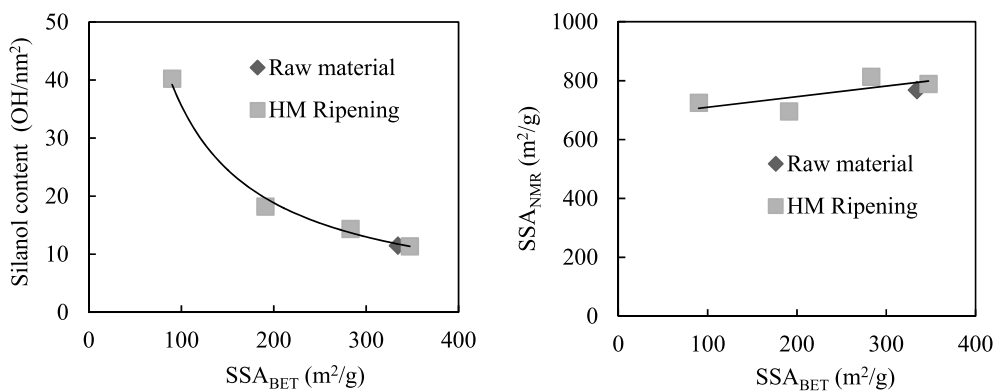 50
40
30
20
10
0
Silanol content (OH/nm²)
Raw material
HM Ripening
0 100 200 300 400
SSA_BET (m²/g)
1000
800
600
400
200
0
SSA_NMR (m²/g)
Raw material
HM Ripening
0 100 200 300 400
SSA_BET (m²/g)